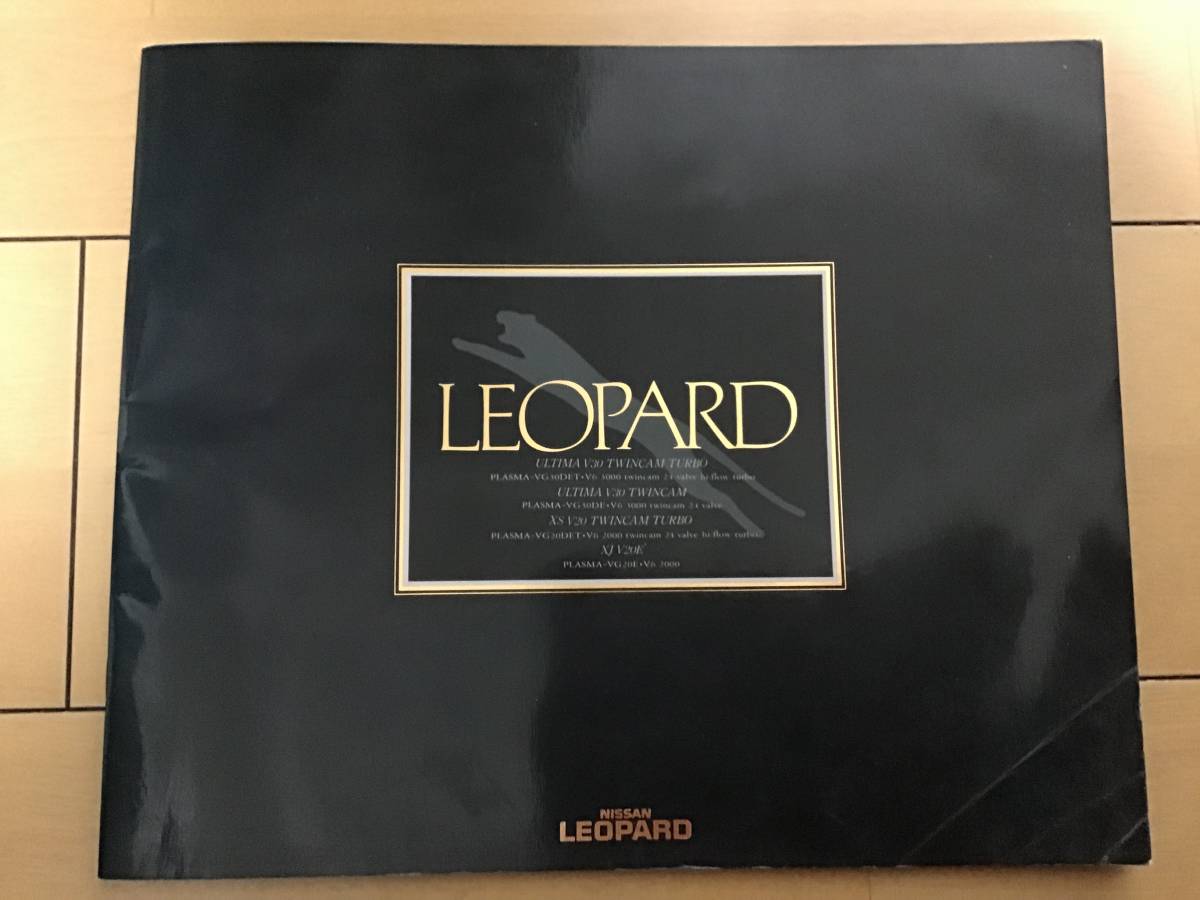 LEOPARD
ULTIMA V30 TWINCAM TURBO
PLASMA-VG30DET•V6 3000 twincam 24 valve hi-flow turbo
ULTIMA V30 TWINCAM
PLASMA-VG30DE•V6 3000 twincam 24 valve
XS V20 TWINCAM TURBO
PLASMA-VG20DET•V6 2000 twincam 24 valve hi-flow turbo
XJ V20E
PLASMA-VG20E•V6 2000
NISSAN
LEOPARD